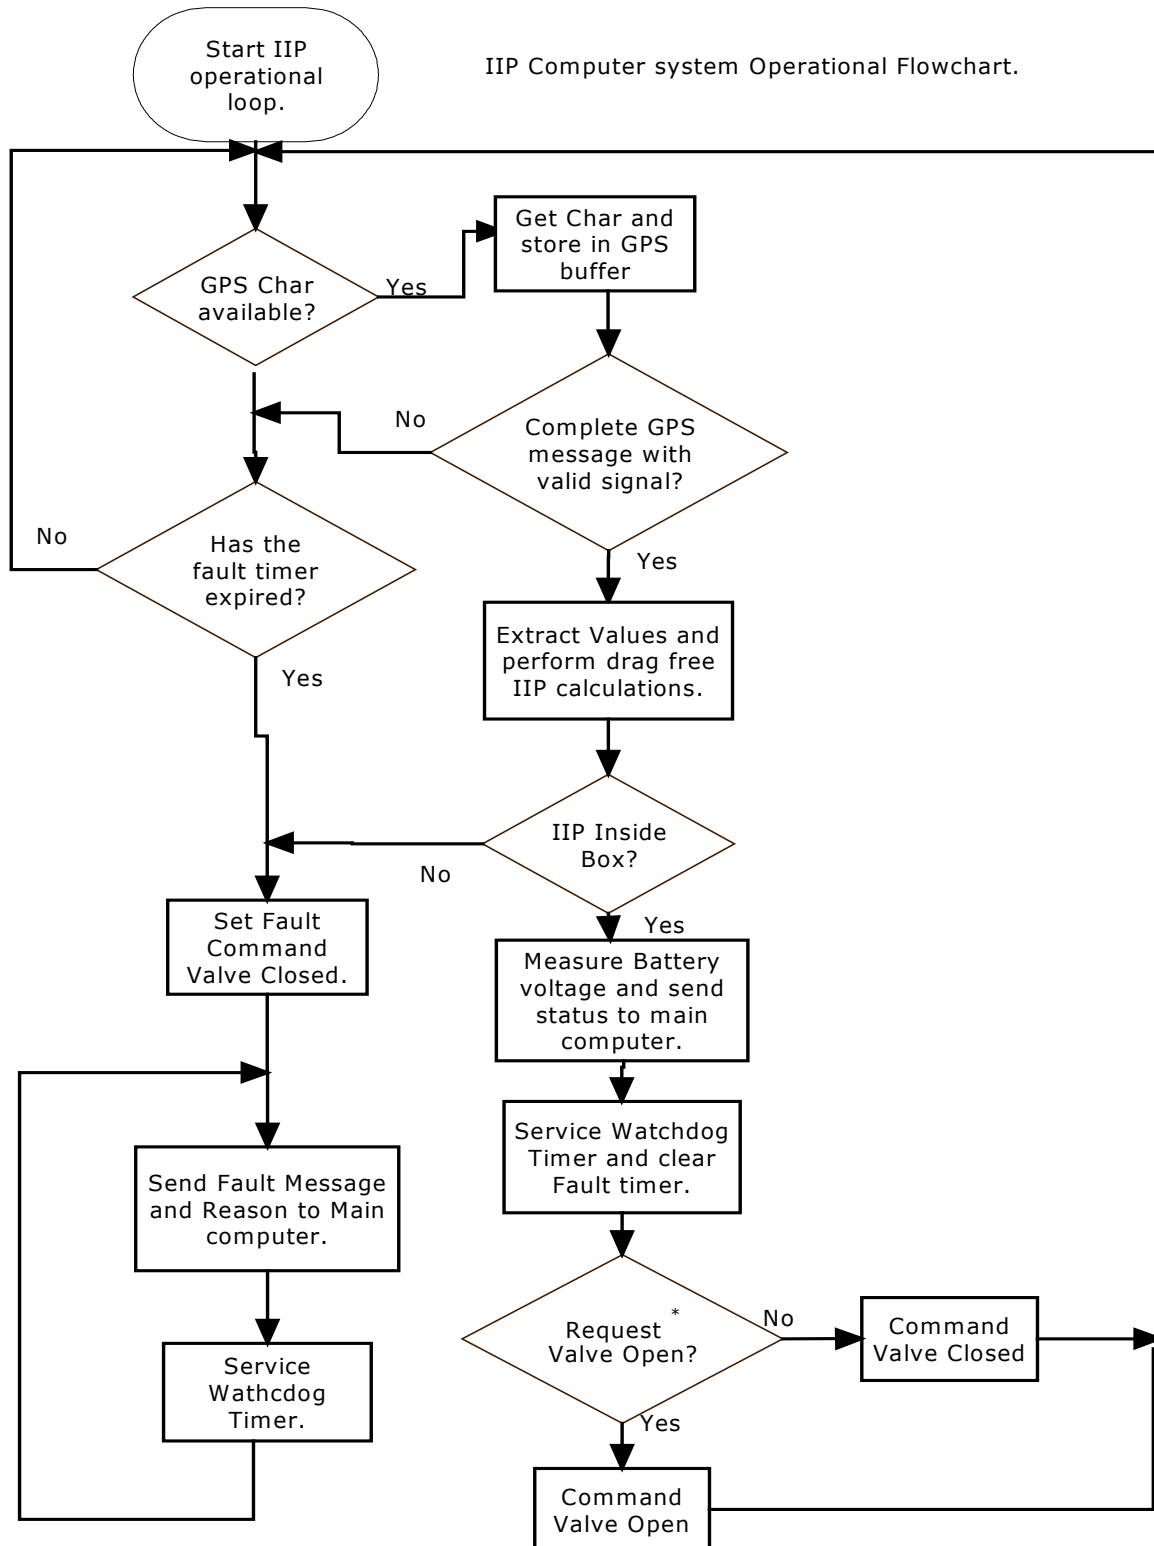 Start IIP
operational
loop.
IIP Computer system Operational Flowchart.
Get Char and
store in GPS
buffer
GPS Char
available?
Yes
No
Complete GPS
message with
valid signal?
No
Has the
fault timer
expired?
Yes
Yes
Extract Values and
perform drag free
IIP calculations.
IIP Inside
Box?
No
Yes
Set Fault
Command
Valve Closed.
Measure Battery
voltage and send
status to main
computer.
Service Watchdog
Timer and clear
Fault timer.
Send Fault Message
and Reason to Main
computer.
Request *
Valve Open?
No
Command
Valve Closed
Service
Wathcdog
Timer.
Yes
Command
Valve Open